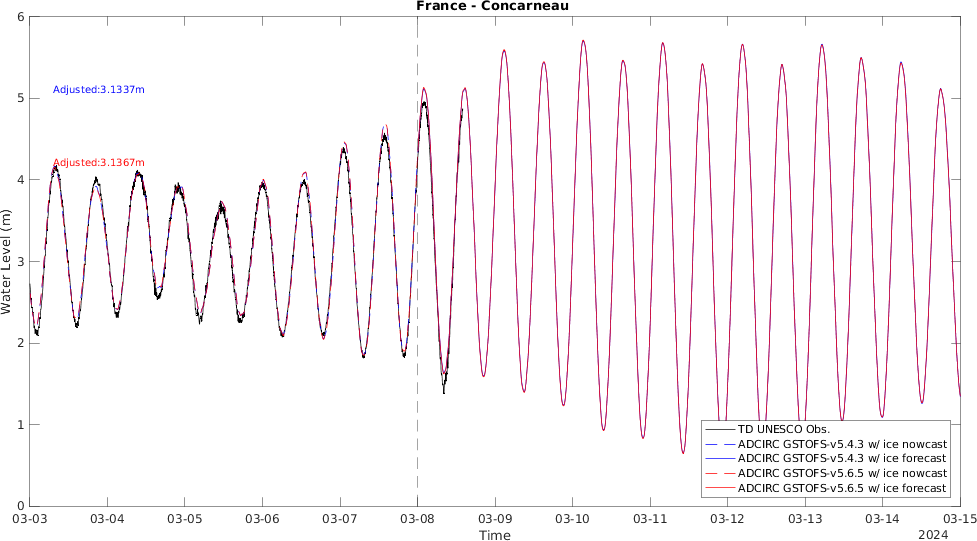 France - Concarneau
6
5
4
3
2
1
0
Water Level (m)
Adjusted:3.1337m
Adjusted:3.1367m
TD UNESCO Obs.
ADCIRC GSTOFS-v5.4.3 w/ ice nowcast
ADCIRC GSTOFS-v5.4.3 w/ ice forecast
ADCIRC GSTOFS-v5.6.5 w/ ice nowcast
ADCIRC GSTOFS-v5.6.5 w/ ice forecast
03-03 03-04 03-05 03-06 03-07 03-08 03-09 03-10 03-11 03-12 03-13 03-14 03-15
Time
2024